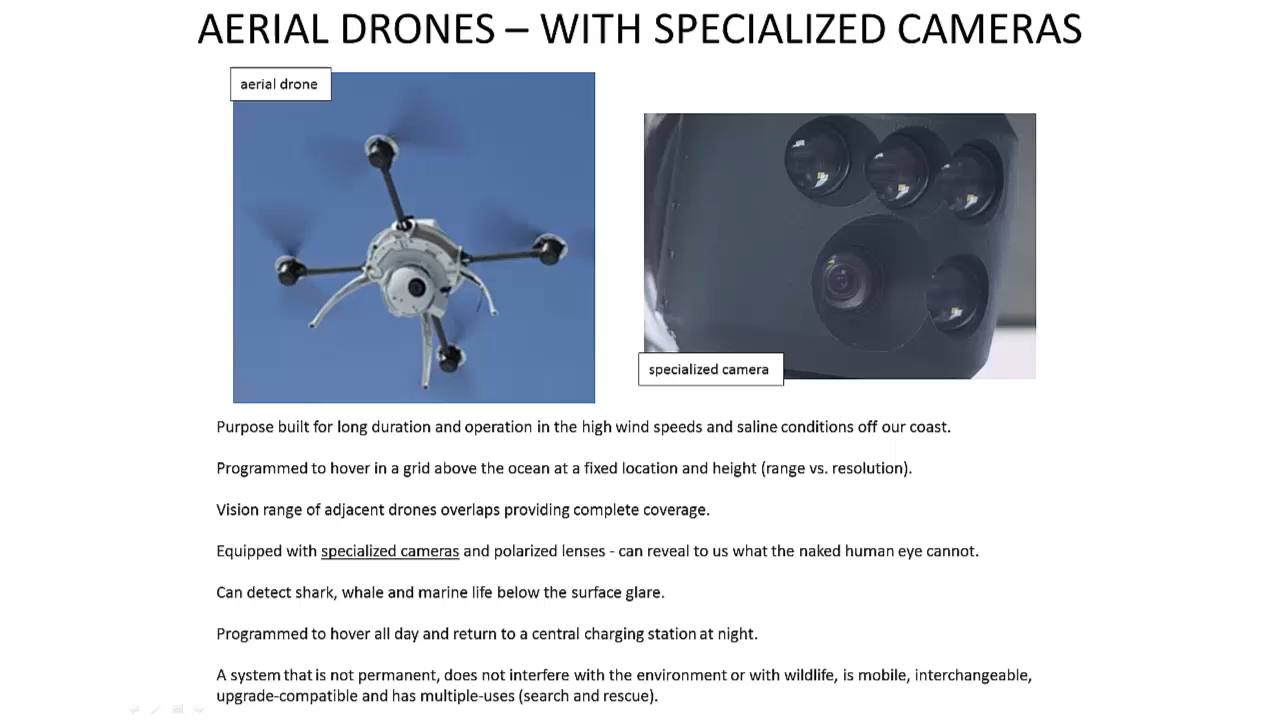 AERIAL DRONES – WITH SPECIALIZED CAMERAS
aerial drone
specialized camera
Purpose built for long duration and operation in the high wind speeds and saline conditions off our coast.
Programmed to hover in a grid above the ocean at a fixed location and height (range vs. resolution).
Vision range of adjacent drones overlaps providing complete coverage.
Equipped with specialized cameras and polarized lenses - can reveal to us what the naked human eye cannot.
Can detect shark, whale and marine life below the surface glare.
Programmed to hover all day and return to a central charging station at night.
A system that is not permanent, does not interfere with the environment or with wildlife, is mobile, interchangeable,
upgrade-compatible and has multiple-uses (search and rescue).